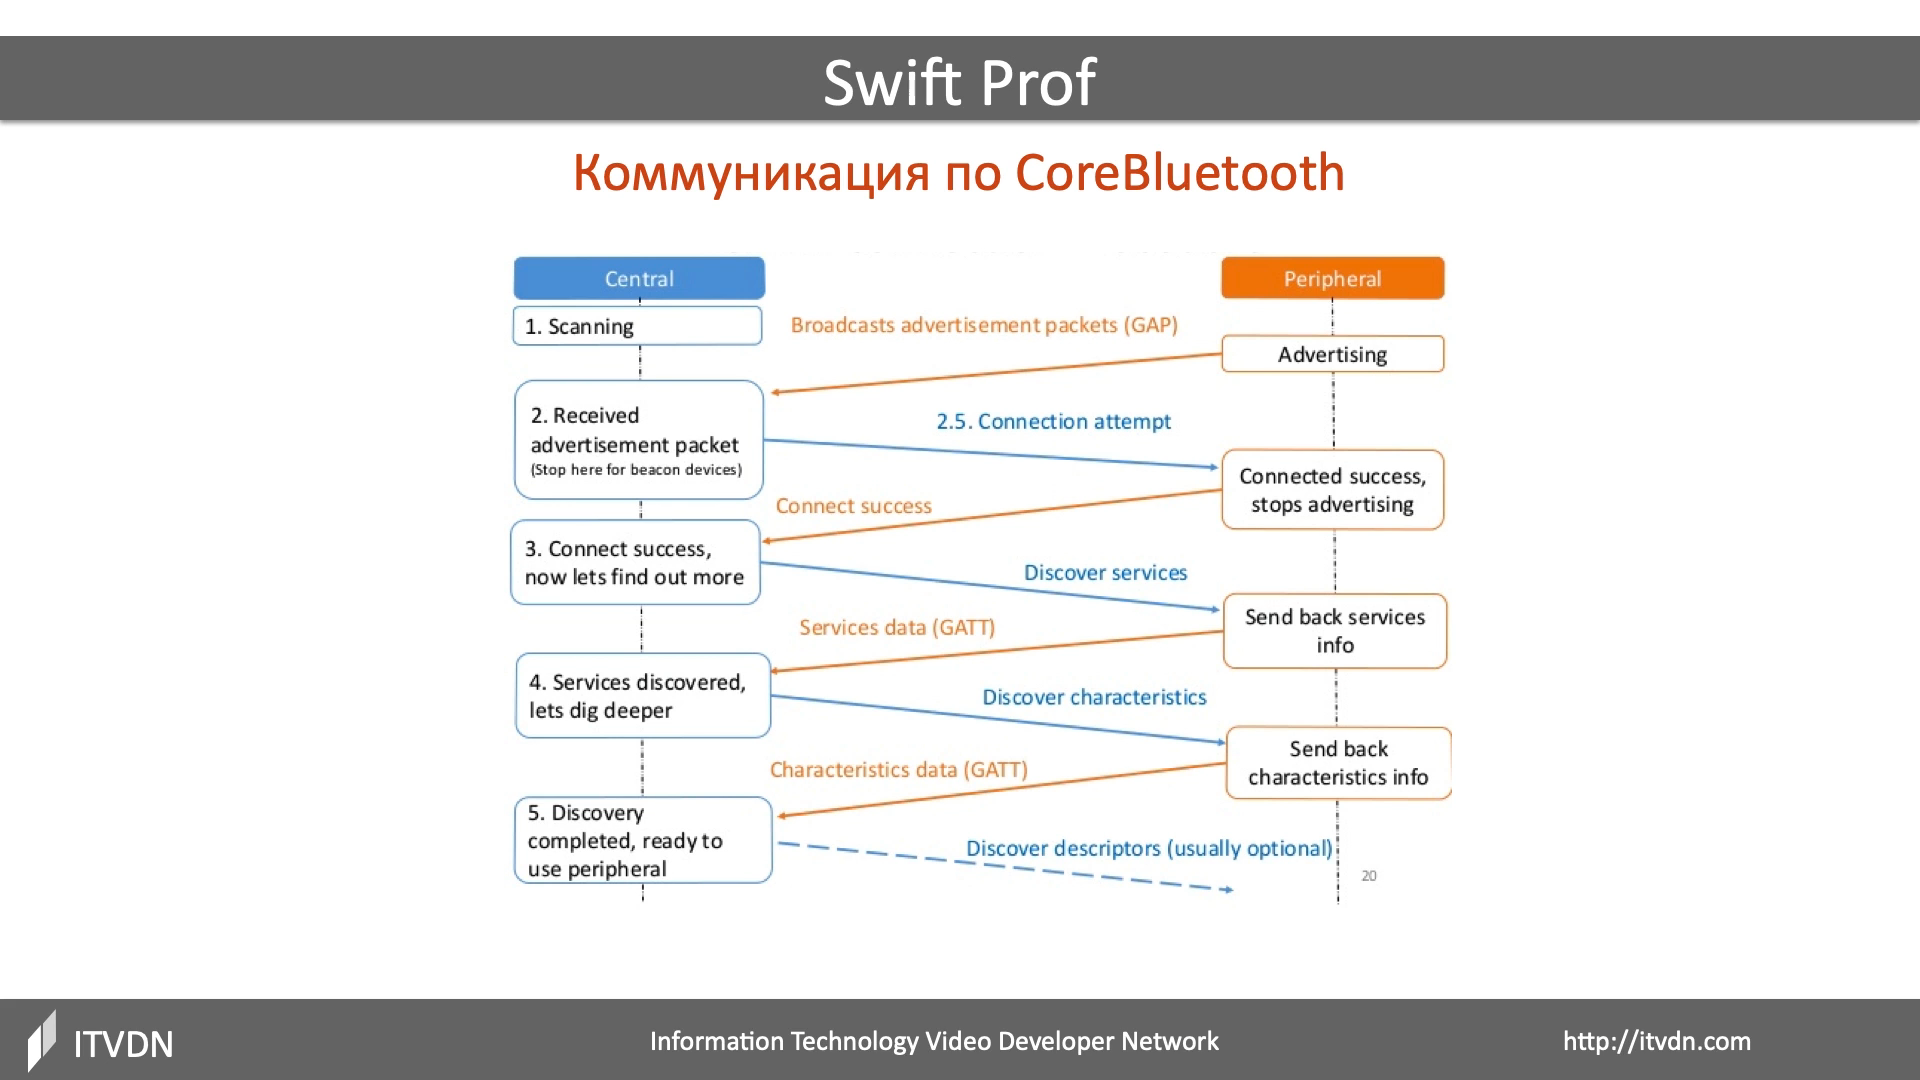 Swift Prof
Коммуникация по CoreBluetooth
Central
Peripheral
1. Scanning
Broadcasts advertisement packets (GAP)
Advertising
2. Received
advertisement packet
(Stop here for beacon devices)
2.5. Connection attempt
Connected success,
stops advertising
Connect success
3. Connect success,
now lets find out more
Discover services
Send back services
info
Services data (GATT)
4. Services discovered,
lets dig deeper
Discover characteristics
Send back
characteristics info
Characteristics data (GATT)
5. Discovery
completed, ready to
use peripheral
Discover descriptors (usually optional)
20
ITVDN
Information Technology Video Developer Network
http://itvdn.com